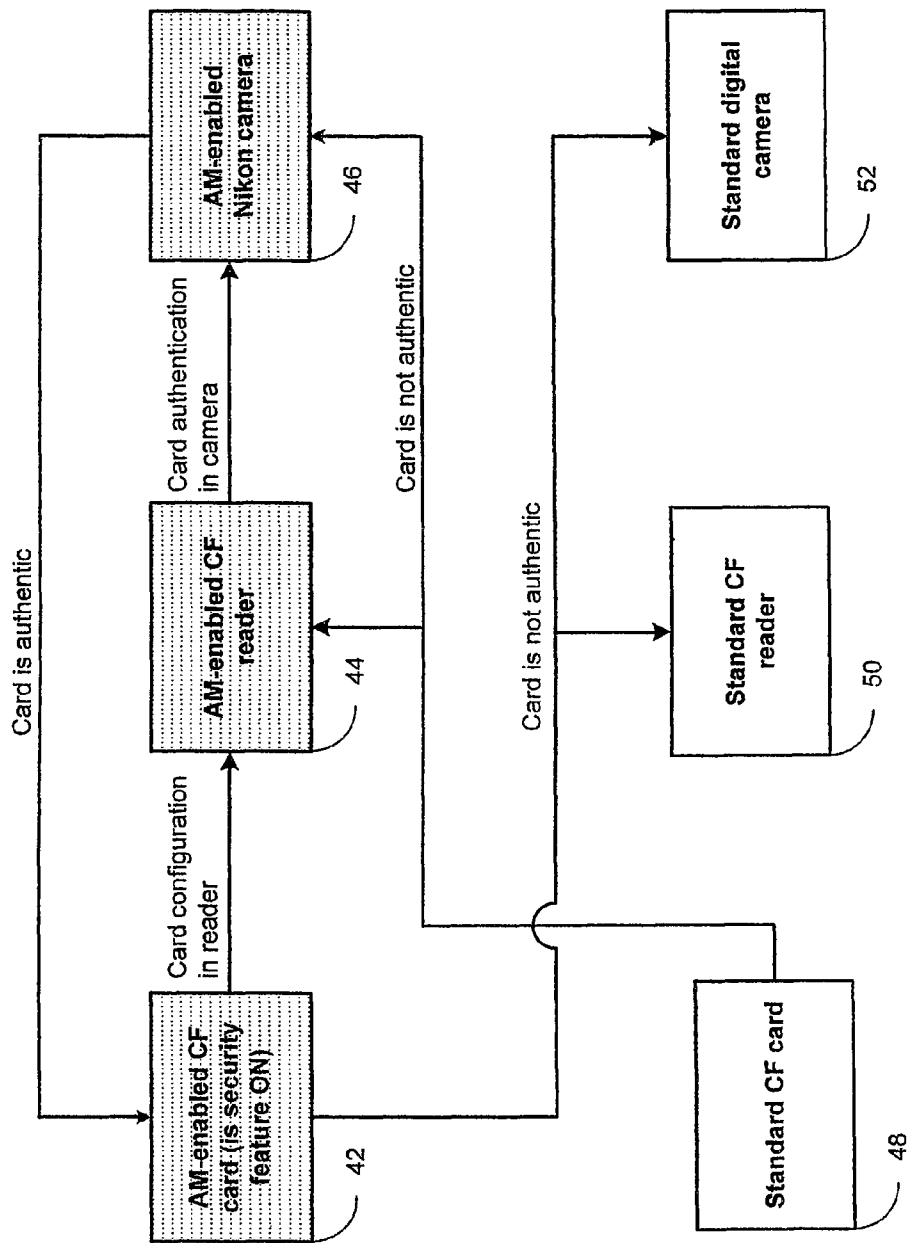 Card is authentic
AM-enabled CF
card (is security
feature ON)
42
Card configuration
in reader
AM-enabled CF
reader.
44
Card authentication
in camera
AM-enabled
Nikon camera
46
Card is not authentic
Card is not authentic
Standard CF card
48
Standard CF
reader
50
Standard digital
camera
52